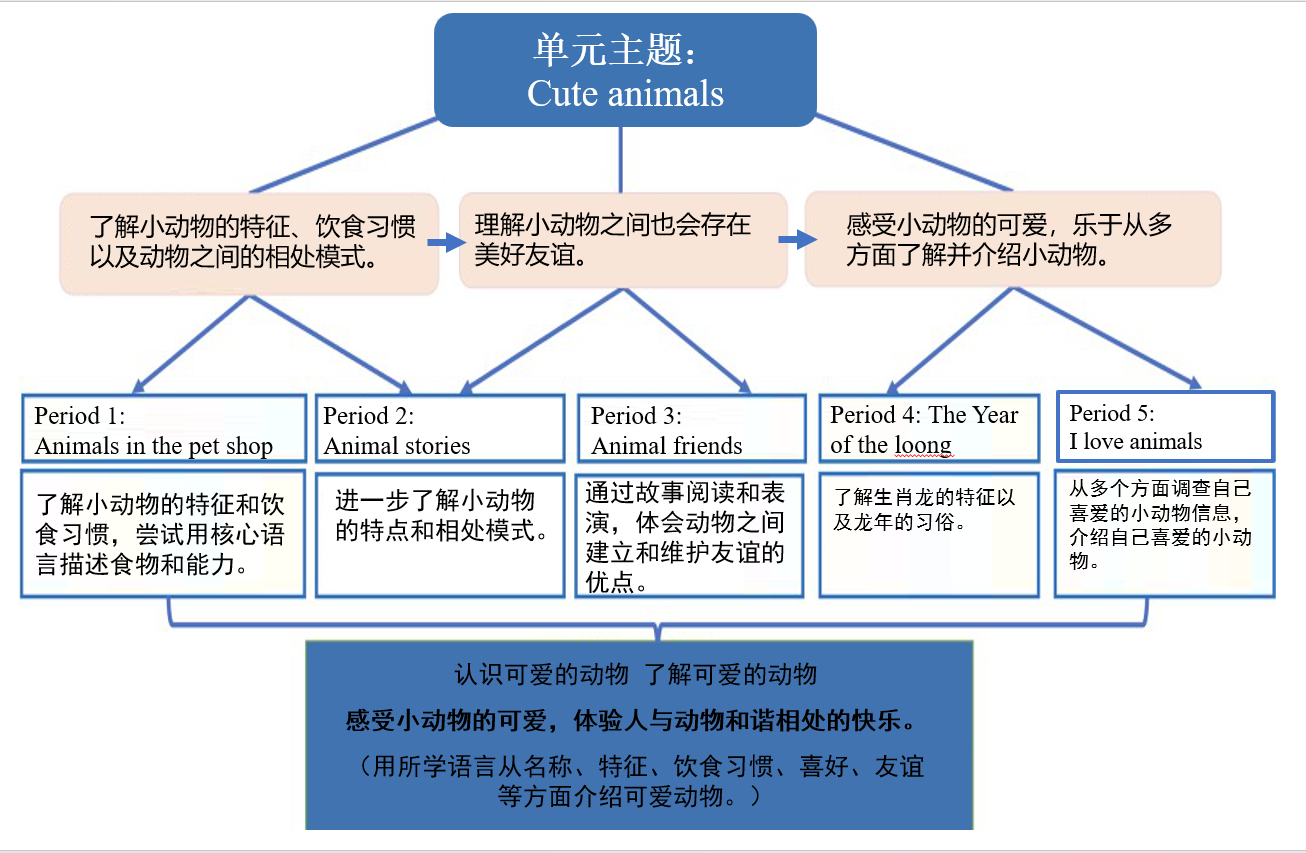 单元主题：
Cute animals
了解小动物的特征、饮食习惯
以及动物之间的相处模式。
理解小动物之间也会存在
美好友谊。
感受小动物的可爱，乐于从多
方面了解并介绍小动物。
Period 1:
Animals in the pet shop
Period 2:
Animal stories
Period 3:
Animal friends
Period 4: The Year
of the loong
Period 5:
I love animals
了解小动物的特征和饮
食习惯，尝试用核心语
言描述食物和能力。
进一步了解小动物
的特点和相处模式。
通过故事阅读和表
演，体会动物之间
建立和维护友谊的
优点。
了解生肖龙的特征以
及龙年的习俗。
从多个方面调查自己
喜爱的小动物信息，
介绍自己喜爱的小动
物。
认识可爱的动物 了解可爱的动物
感受小动物的可爱，体验人与动物和谐相处的快乐。
（用所学语言从名称、特征、饮食习惯、喜好、友谊
等方面介绍可爱动物。）